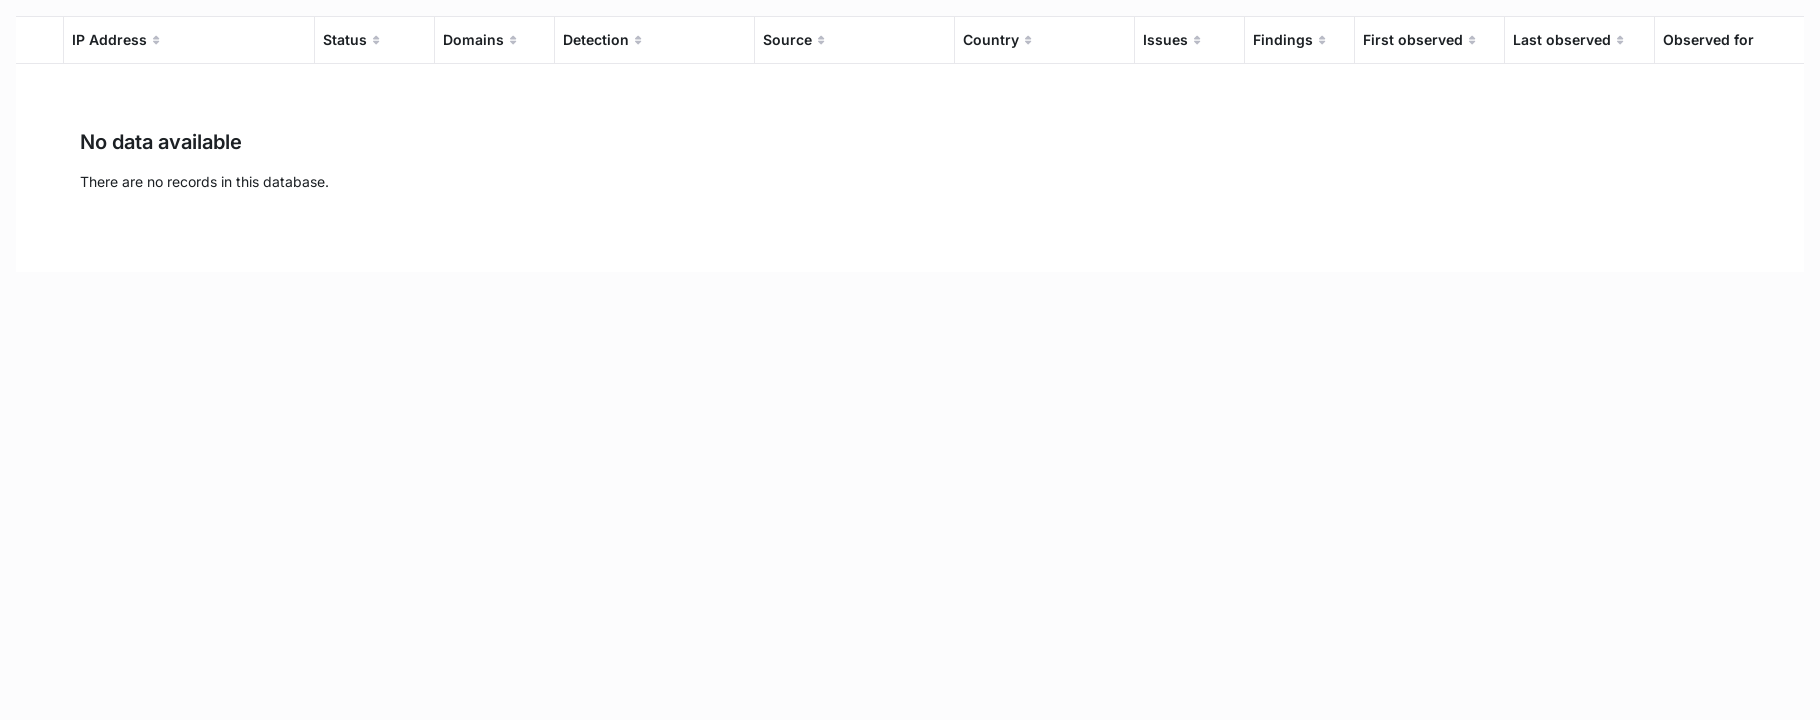 IP Address Status Domains Detection Source Country Issues Findings First observed Last observed Observed for
No data available
There are no records in this database.